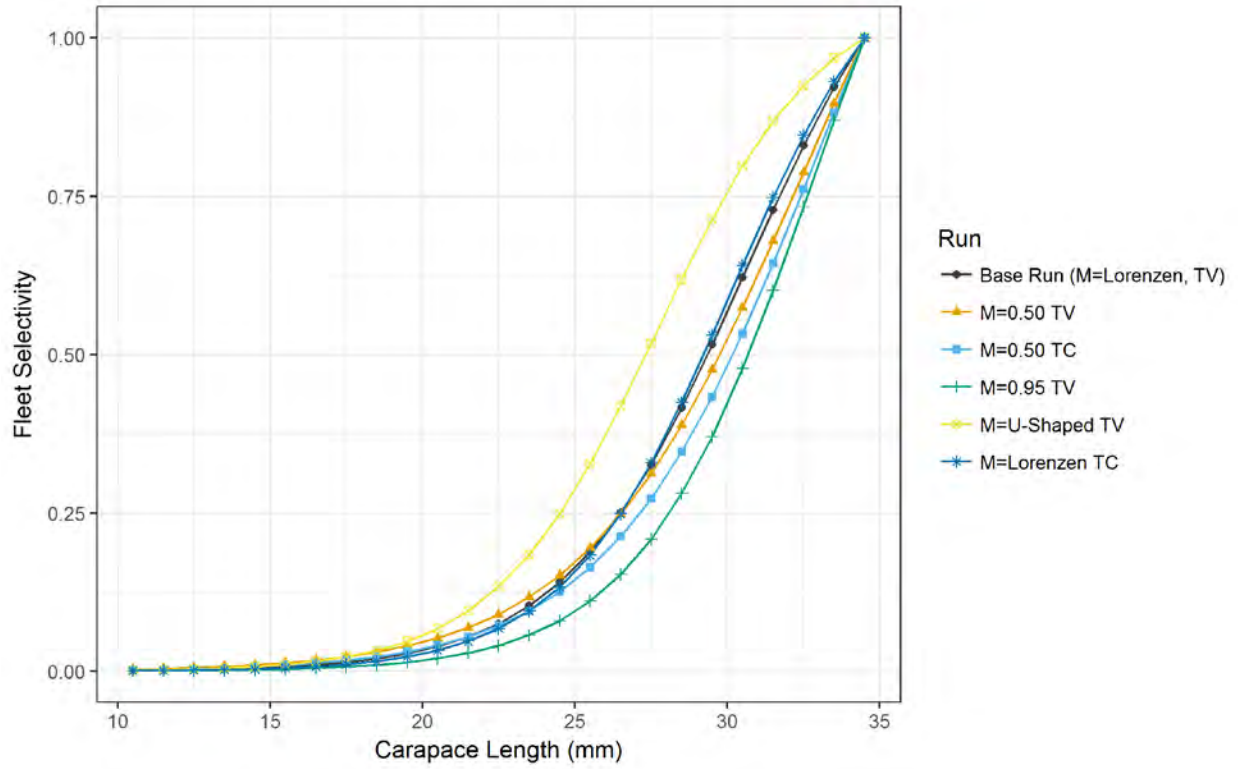 1.00
0.75
0.50
0.25
0.00
Fleet Selectivity
10
15
20
25
30
35
Carapace Length (mm)
Run
Base Run (M=Lorenzen, TV)
M=0.50 TV
M=0.50 TC
M=0.95 TV
M=U-Shaped TV
M=Lorenzen TC